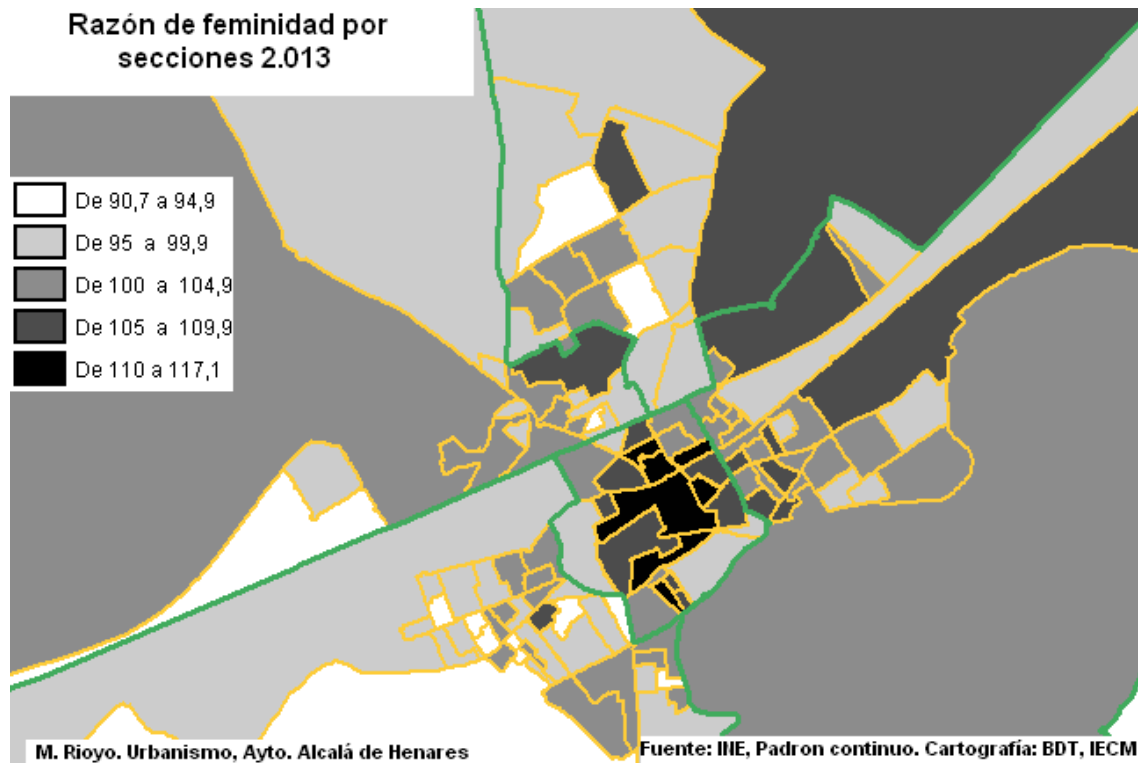 Razón de feminidad por
secciones 2.013
De 90,7 a 94,9
De 95 a 99,9
De 100 a 104,9
De 105 a 109,9
De 110 a 117,1
M. Rioyo. Urbanismo, Ayto. Alcalá de Henares
Fuente: INE, Padron continuo. Cartografía: BDT, IECM